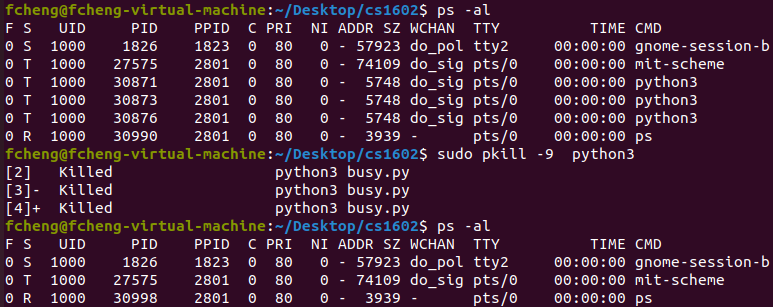 fcheng@fcheng-virtual-machine:~/Desktop/cs1602$ ps -al
F S   UID     PID    PPID  C PRI  NI ADDR SZ WCHAN  TTY          TIME CMD
0 S  1000    1826    1823  0  80   0 - 57923 do_pol tty2     00:00:00 gnome-session-b
0 T  1000   27575    2801  0  80   0 - 74109 do_sig pts/0    00:00:00 mit-scheme
0 T  1000   30871    2801  0  80   0 -  5748 do_sig pts/0    00:00:00 python3
0 T  1000   30873    2801  0  80   0 -  5748 do_sig pts/0    00:00:00 python3
0 T  1000   30876    2801  0  80   0 -  5748 do_sig pts/0    00:00:00 python3
0 R  1000   30990    2801  0  80   0 -  3939 -      pts/0    00:00:00 ps
fcheng@fcheng-virtual-machine:~/Desktop/cs1602$ sudo pkill -9  python3
[2]   Killed                  python3 busy.py
[3]-  Killed                  python3 busy.py
[4]+  Killed                  python3 busy.py
fcheng@fcheng-virtual-machine:~/Desktop/cs1602$ ps -al
F S   UID     PID    PPID  C PRI  NI ADDR SZ WCHAN  TTY          TIME CMD
0 S  1000    1826    1823  0  80   0 - 57923 do_pol tty2     00:00:00 gnome-session-b
0 T  1000   27575    2801  0  80   0 - 74109 do_sig pts/0    00:00:00 mit-scheme
0 R  1000   30998    2801  0  80   0 -  3939 -      pts/0    00:00:00 ps